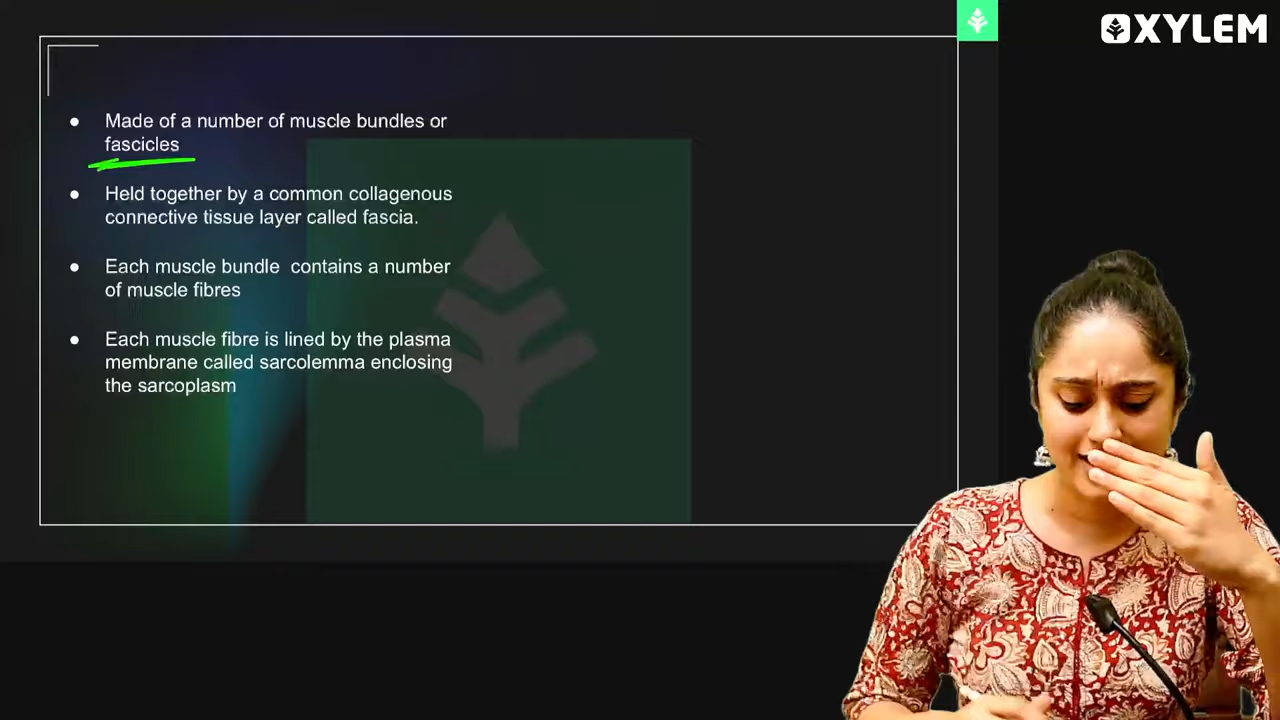 XYLEM
Made of a number of muscle bundles or
fascicles
Held together by a common collagenous
connective tissue layer called fascia.
Each muscle bundle  contains a number
of muscle fibres
Each muscle fibre is lined by the plasma
membrane called sarcolemma enclosing
the sarcoplasm